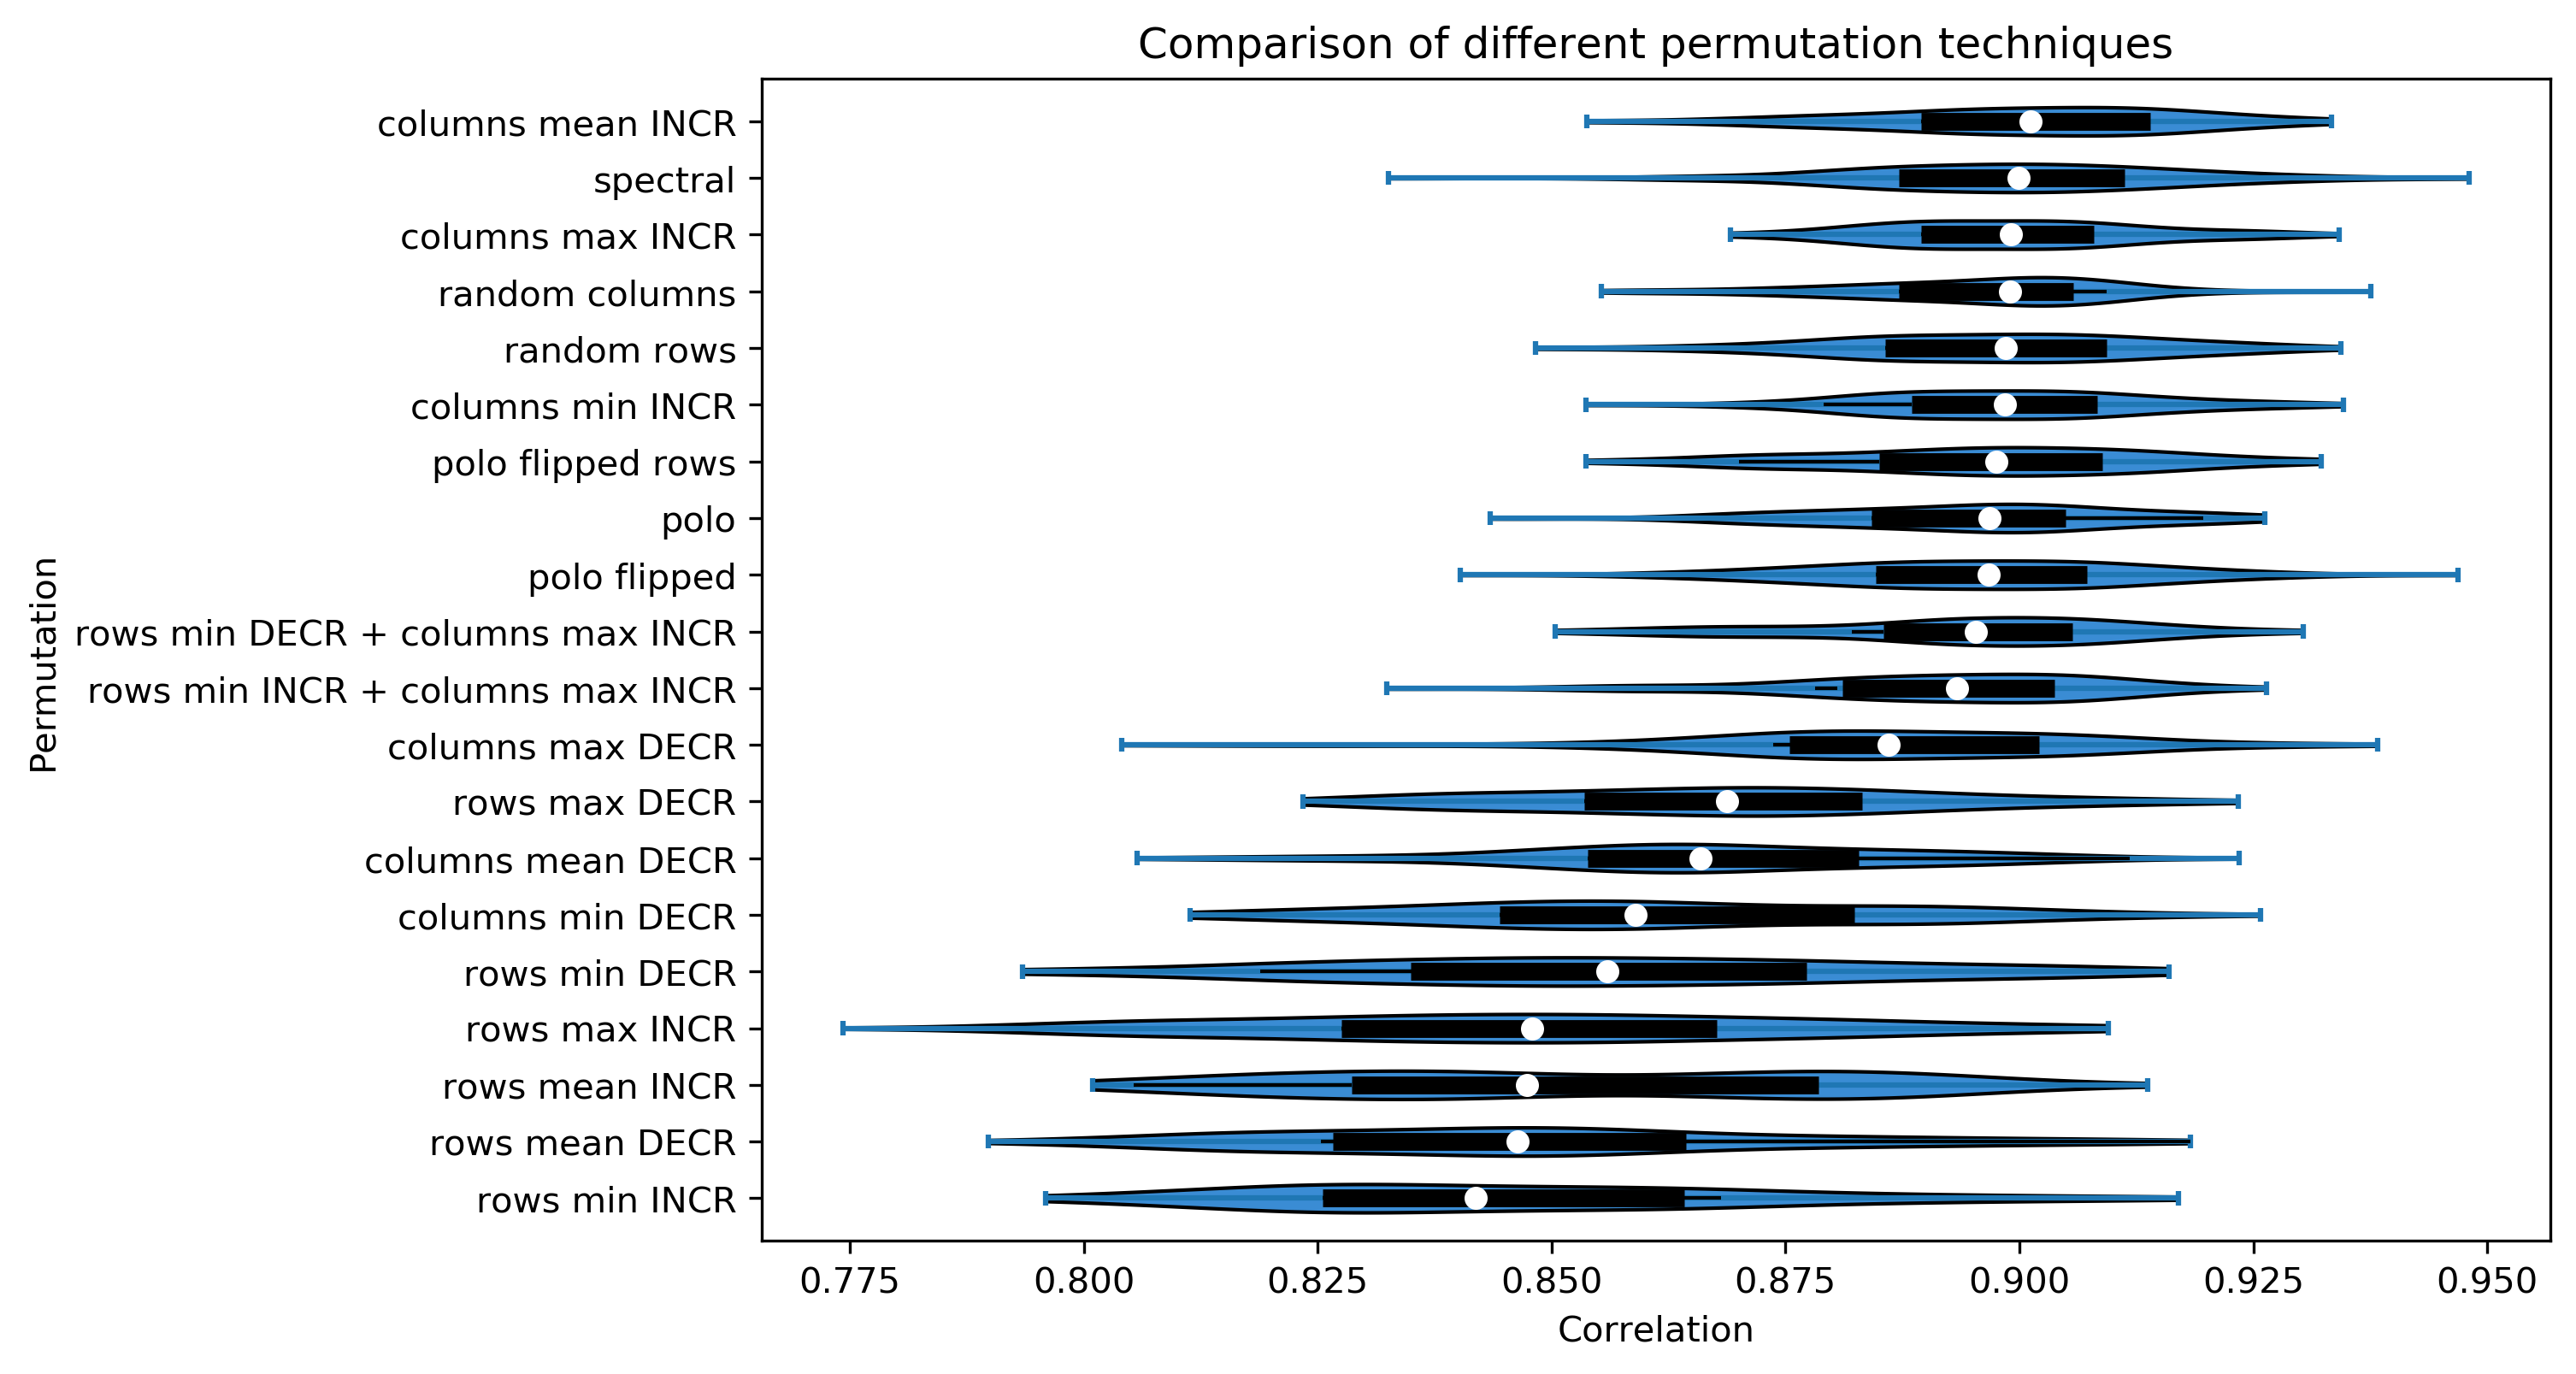 Comparison of different permutation techniques
Permutation
columns mean INCR
spectral
columns max INCR
random columns
random rows
columns min INCR
polo flipped rows
polo
polo flipped
rows min DECR + columns max INCR
rows min INCR + columns max INCR
columns max DECR
rows max DECR
columns mean DECR
columns min DECR
rows min DECR
rows max INCR
rows mean INCR
rows mean DECR
rows min INCR
0.775 0.800 0.825 0.850 0.875 0.900 0.925 0.950
Correlation